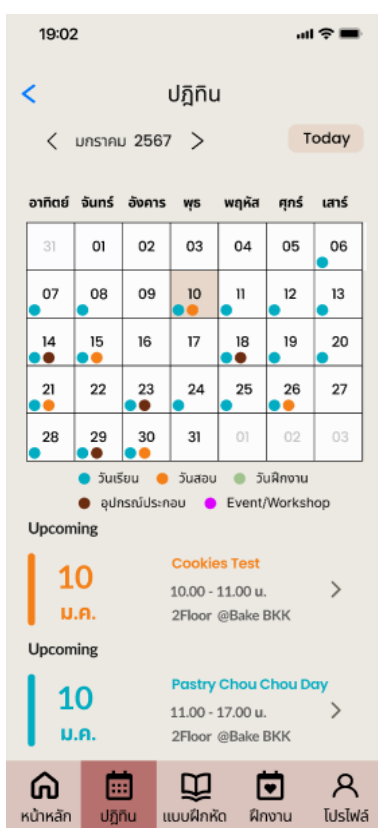 19:02
ปฏิทิน
มกราคม 2567
Today
อาทิตย์ จันทร์ อังคาร พุธ พฤหัส ศุกร์ เสาร์
31 01 02 03 04 05 06
07 08 09 10 11 12 13
14 15 16 17 18 19 20
21 22 23 24 25 26 27
28 29 30 31 01 02 03
วันเรียน วันสอบ วันฝึกงาน
อุปกรณ์ประกอบ Event/Workshop
Upcoming
10
ม.ค.
Cookies Test
10.00 - 11.00 น.
2Floor @Bake BKK
Upcoming
10
ม.ค.
Pastry Chou Chou Day
11.00 - 17.00 น.
2Floor @Bake BKK
หน้าหลัก ปฏิทิน แบบฝึกหัด ฝึกงาน โปรไฟล์